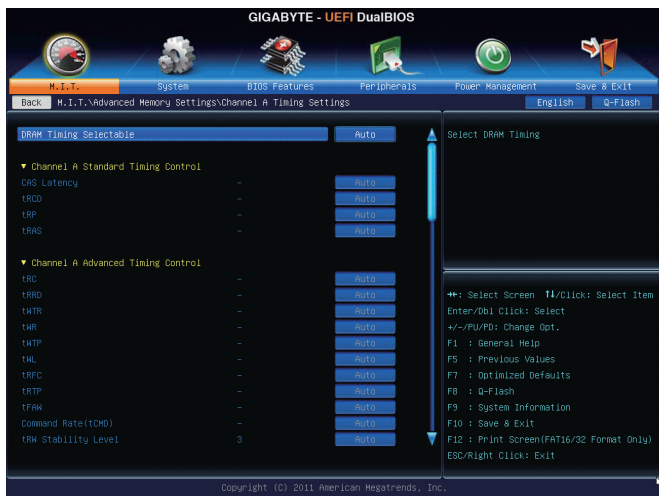 GIGABYTE - UEFI DualBIOS
M.I.T. System BIOS Features Peripherals Power Management Save & Exit
Back M.I.T.\Advanced Memory Settings\Channel A Timing Settings English Q-Flash
DRAM Timing Selectable Auto
▼ Channel A Standard Timing Control
CAS Latency - Auto
tRCD - Auto
tRP - Auto
tRAS - Auto
▼ Channel A Advanced Timing Control
tRC - Auto
tRRD - Auto
tWTR - Auto
tWR - Auto
tWTP - Auto
tWL - Auto
tRFC - Auto
tRTP - Auto
tFAW - Auto
Command Rate(tCMD) - Auto
tRW Stability Level 3 Auto
Select DRAM Timing
→←: Select Screen ↑↓/Click: Select Item
Enter/Dbl Click: Select
+/-/PU/PD: Change Opt.
F1 : General Help
F5 : Previous Values
F7 : Optimized Defaults
F8 : Q-Flash
F9 : System Information
F10 : Save & Exit
F12 : Print Screen(FAT16/32 Format Only)
ESC/Right Click: Exit
Copyright (C) 2011 American Megatrends, Inc.